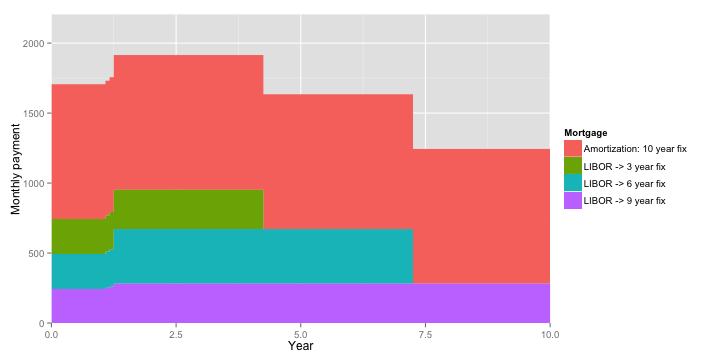 2000
1500
1000
500
0
Monthly payment
0.0 2.5 5.0 7.5 10.0
Year
Mortgage
Amortization: 10 year fix
LIBOR -> 3 year fix
LIBOR -> 6 year fix
LIBOR -> 9 year fix